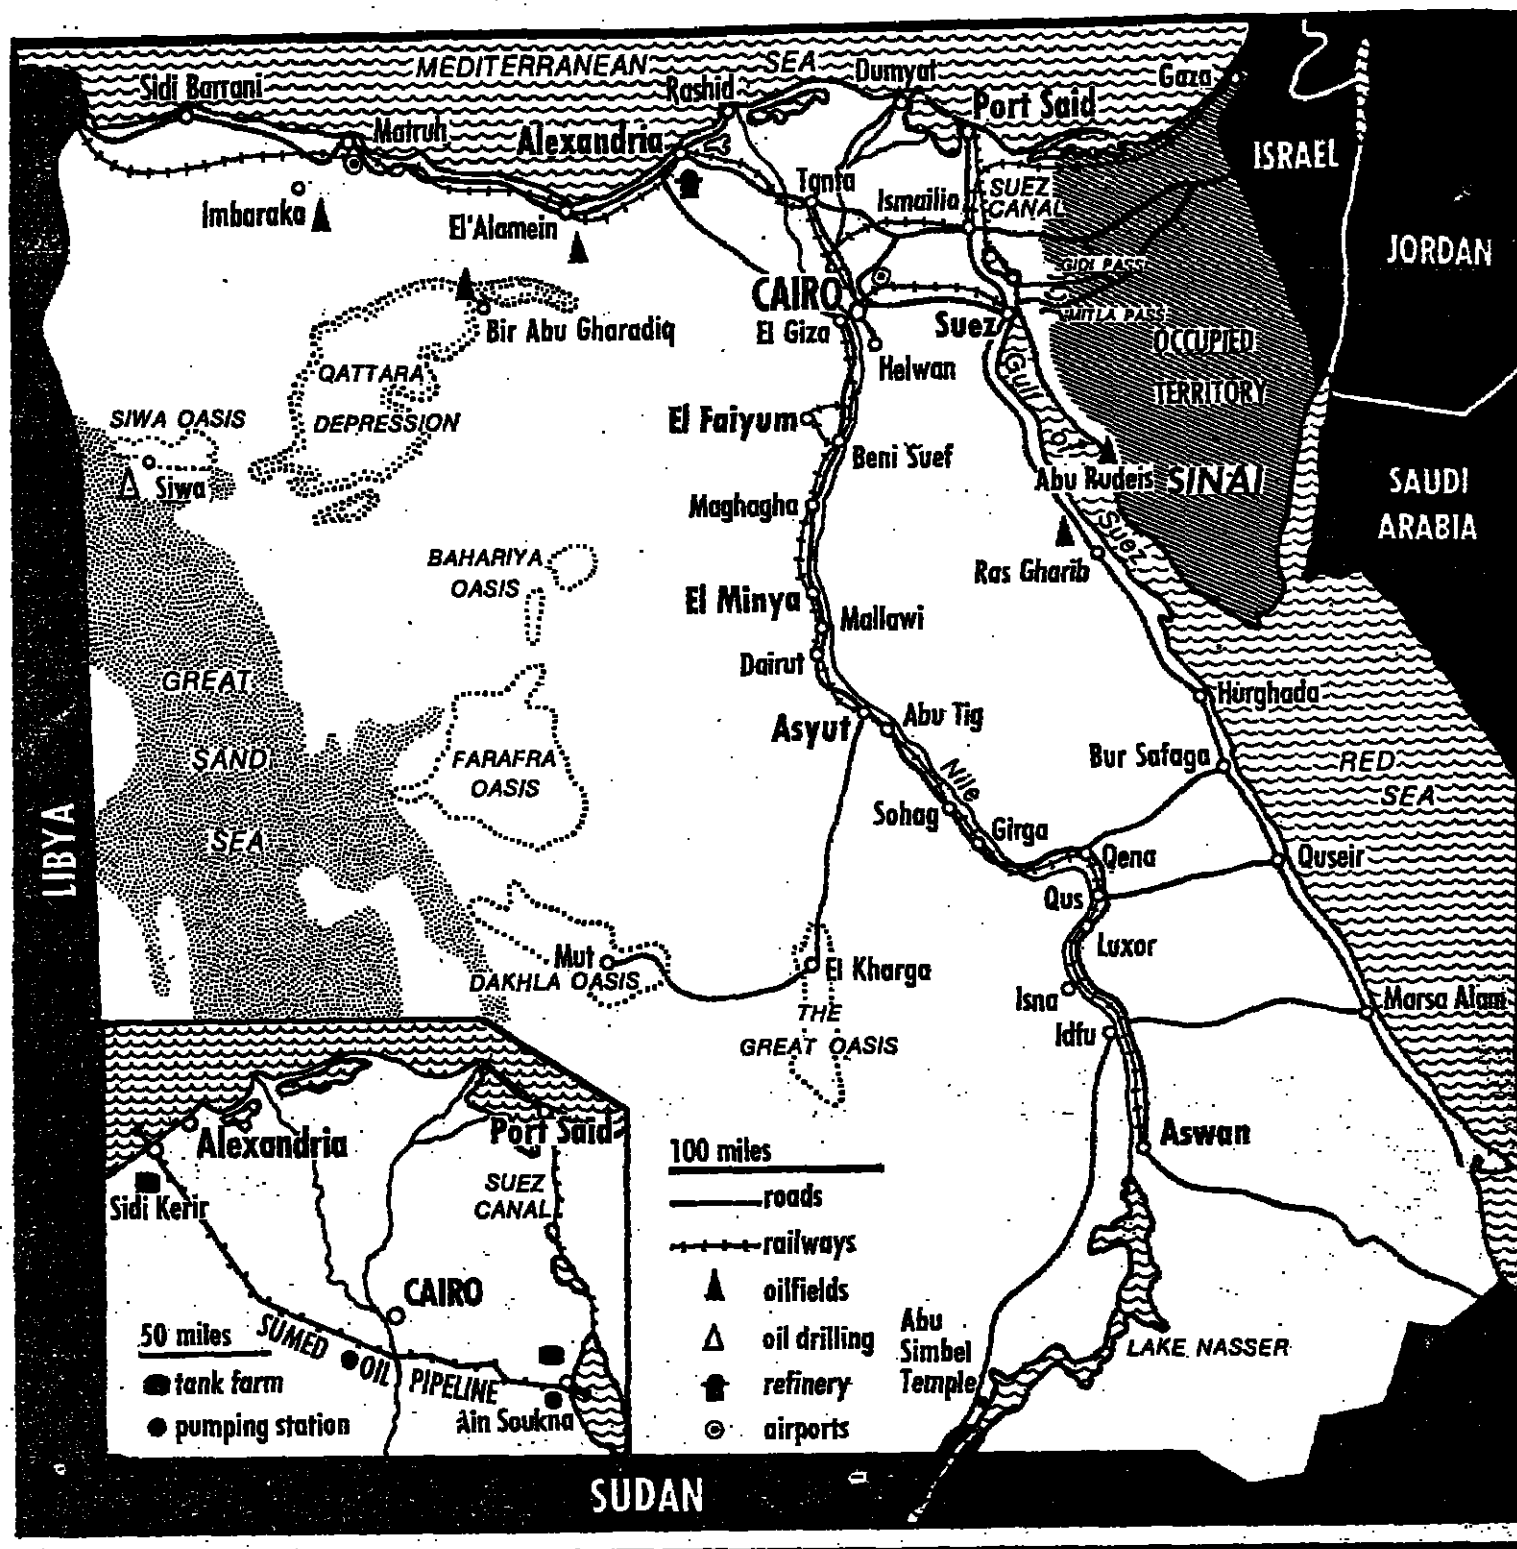 MEDITERRANEAN SEA
Sidi Barrani
Matruh
Rashid
Dumyat
Gaza
Port Said
Alexandria
ISRAEL
Imbaraka
El'Alamein
Tanta
Ismailia
SUEZ
CANAL
JORDAN
GIDI PASS
MITLA PASS
CAIRO
El Giza
Suez
Bir Abu Gharadiq
Helwan
Gulf
OCCUPIED
TERRITORY
QATTARA
DEPRESSION
SIWA OASIS
Siwa
El Faiyum
Beni Suef
Abu Rudeis
SINAI
SAUDI
ARABIA
Maghagha
Suez
Ras Gharib
BAHARIYA
OASIS
El Minya
Mallawi
Dairut
GREAT
SAND
SEA
Hurghada
Asyut
Abu Tig
FARAFRA
OASIS
Nile
Bur Safaga
RED
SEA
LIBYA
Sohag
Girga
Qena
Quseir
Qus
Luxor
Mut
DAKHLA OASIS
El Kharga
THE
GREAT OASIS
Isna
Idfu
Marsa Alam
Aswan
Abu
Simbel
Temple
LAKE NASSER
Alexandria
Port Said
Sidi Kerir
SUEZ
CANAL
CAIRO
SUMED OIL PIPELINE
Ain Soukna
50 miles
tank farm
pumping station
100 miles
roads
railways
oilfields
oil drilling
refinery
airports
SUDAN